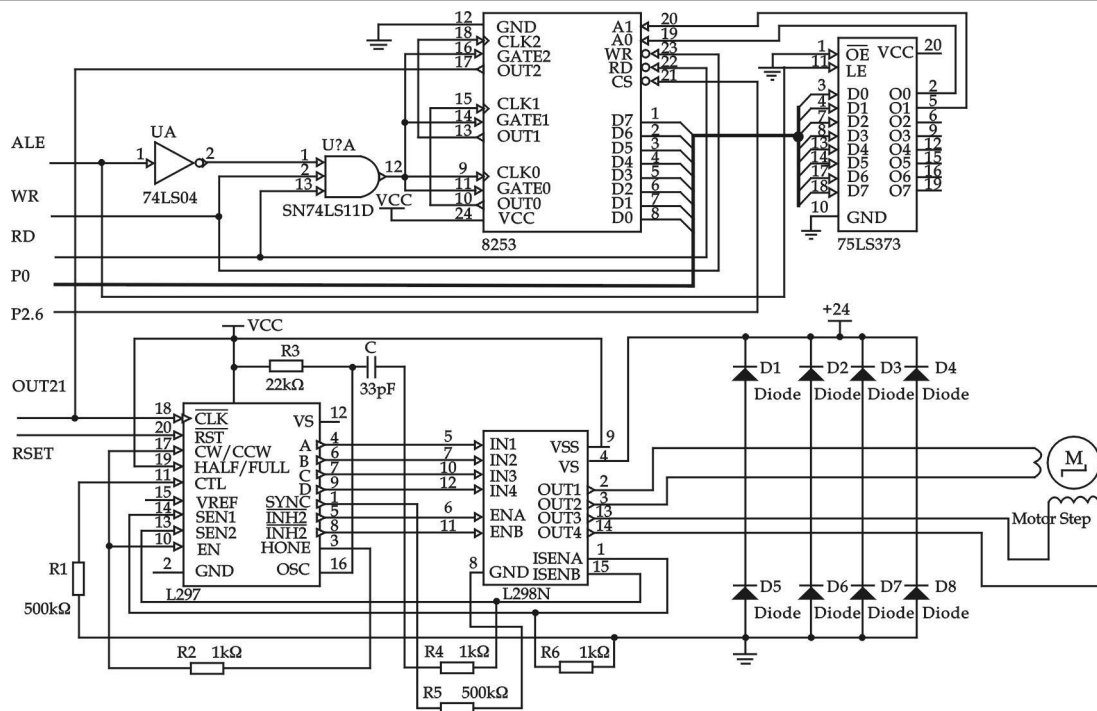 ALE
WR
RD
P0
P2.6
OUT21
RSET
1
UA
2
74LS04
1
2
13
U?A
12
SN74LS11D
VCC
12
18
16
17
15
14
13
9
11
10
24
GND
CLK2
GATE2
OUT2
CLK1
GATE1
OUT1
CLK0
GATE0
OUT0
VCC
A1
A0
WR
RD
CS
D7
D6
D5
D4
D3
D2
D1
D0
20
19
23
22
21
1
2
3
4
5
6
7
8
8253
1
11
3
4
7
8
13
14
17
18
10
OE
LE
D0
D1
D2
D3
D4
D5
D6
D7
GND
VCC
O0
O1
O2
O3
O4
O5
O6
O7
20
2
5
6
9
12
15
16
19
75LS373
VCC
R3
22kΩ
C
33pF
18
20
17
19
11
15
14
13
10
2
CLK
RST
CW/CCW
HALF/FULL
CTL
VREF
SEN1
SEN2
EN
GND
VS
A
B
C
D
SYNC
INH2
INH2
HONE
OSC
12
4
6
7
9
1
5
8
3
16
L297
5
7
10
12
6
11
8
IN1
IN2
IN3
IN4
ENA
ENB
GND
VSS
VS
OUT1
OUT2
OUT3
OUT4
ISENA
ISENB
9
4
2
3
13
14
1
15
L298N
R1
500kΩ
R2 1kΩ
R4 1kΩ
R5 500kΩ
R6 1kΩ
+24
D1
Diode
D2
Diode
D3
Diode
D4
Diode
D5
Diode
D6
Diode
D7
Diode
D8
Diode
M
Motor Step